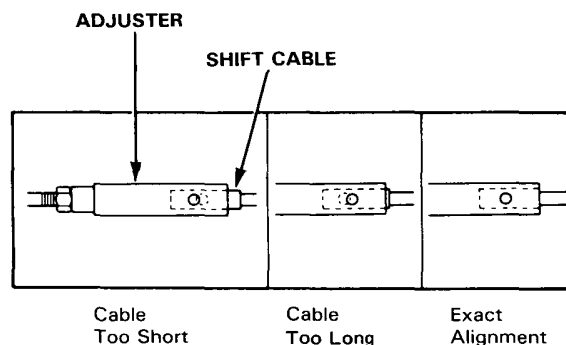 ADJUSTER
SHIFT CABLE
Cable
Too Short
Cable
Too Long
Exact
Alignment